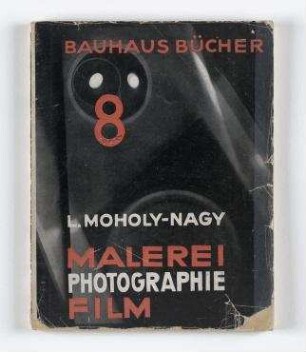 BAUHAUS BÜCHER
8
L. MOHOLY-NAGY
MALEREI
PHOTOGRAPHIE
FILM